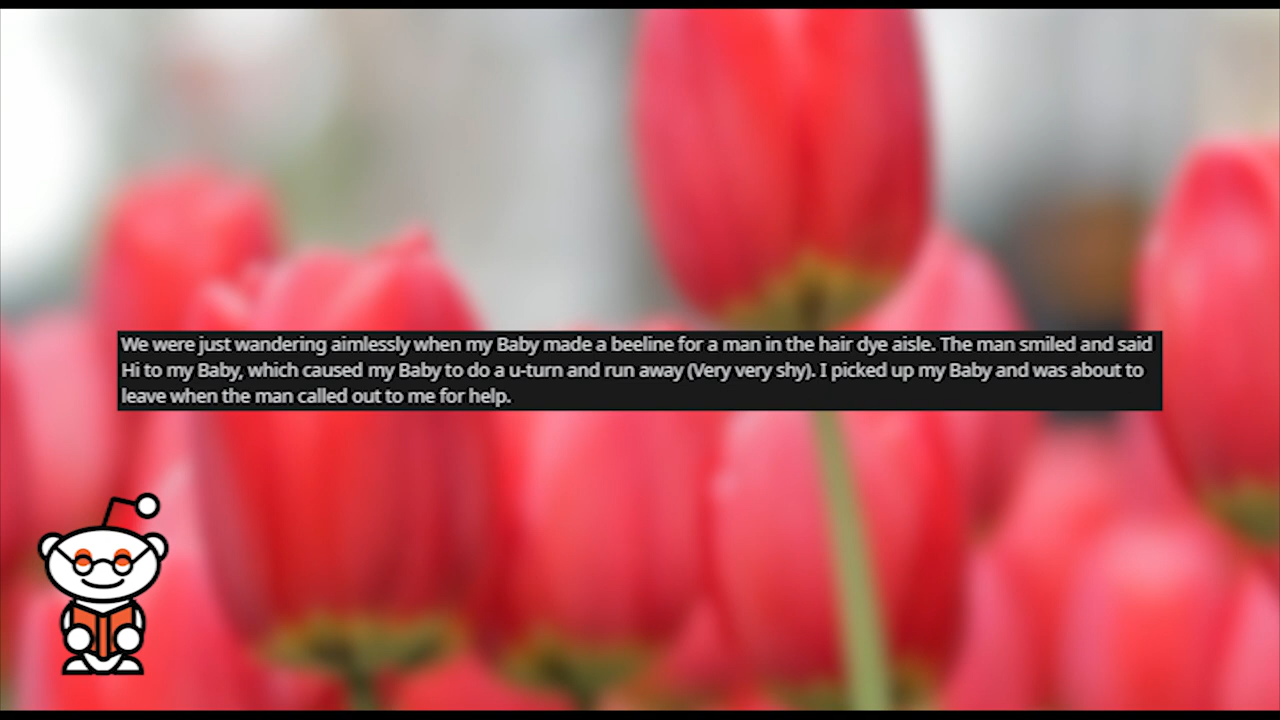 We were just wandering aimlessly when my Baby made a beeline for a man in the hair dye aisle. The man smiled and said
Hi to my Baby, which caused my Baby to do a u-turn and run away (Very very shy). I picked up my Baby and was about to
leave when the man called out to me for help.